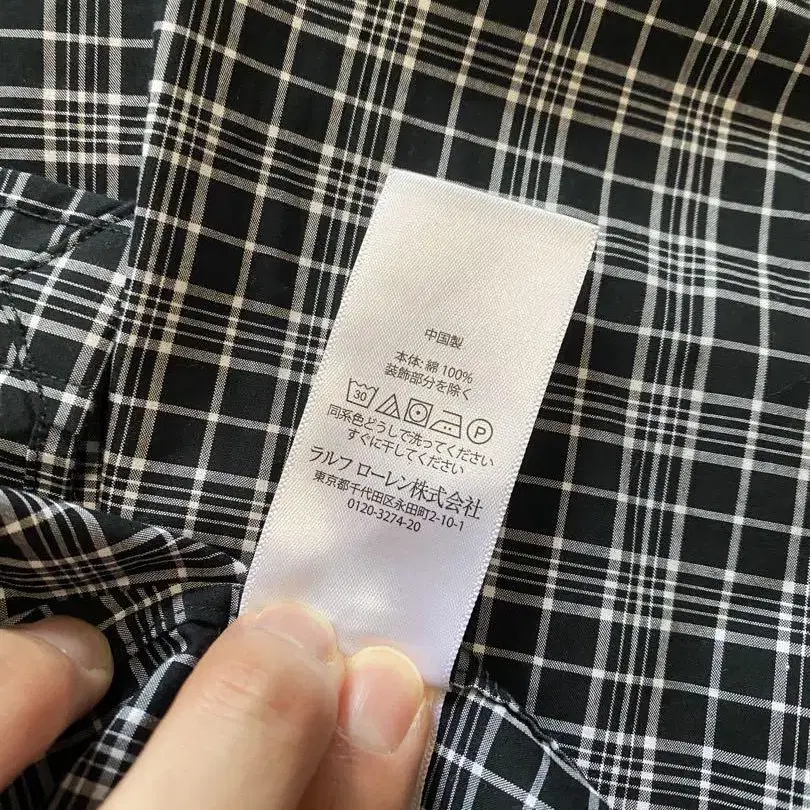 中国製
本体: 綿 100%
装飾部分を除く
30 P
同系色どうしで洗ってください
すぐに干してください
ラルフ ローレン株式会社
東京都千代田区永田町2-10-1
0120-3274-20